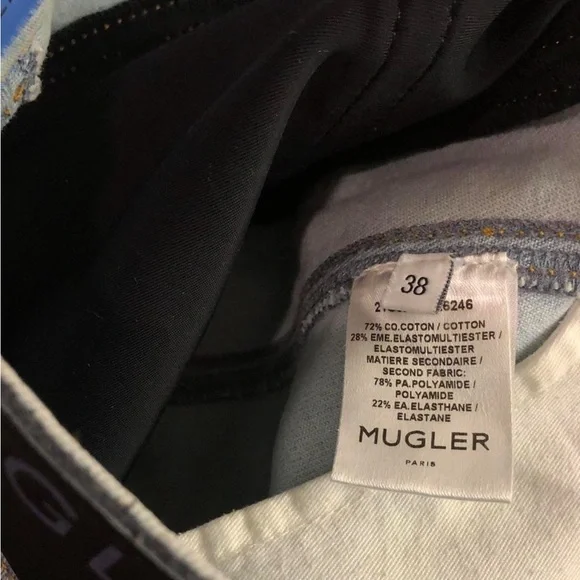 38
6246
72% CO.COTON / COTTON
28% EME.ELASTOMULTIESTER /
ELASTOMULTIESTER
MATIERE SECONDAIRE /
SECOND FABRIC:
78% PA.POLYAMIDE /
POLYAMIDE
22% EA.ELASTHANE /
ELASTANE
MUGLER
PARIS
GL